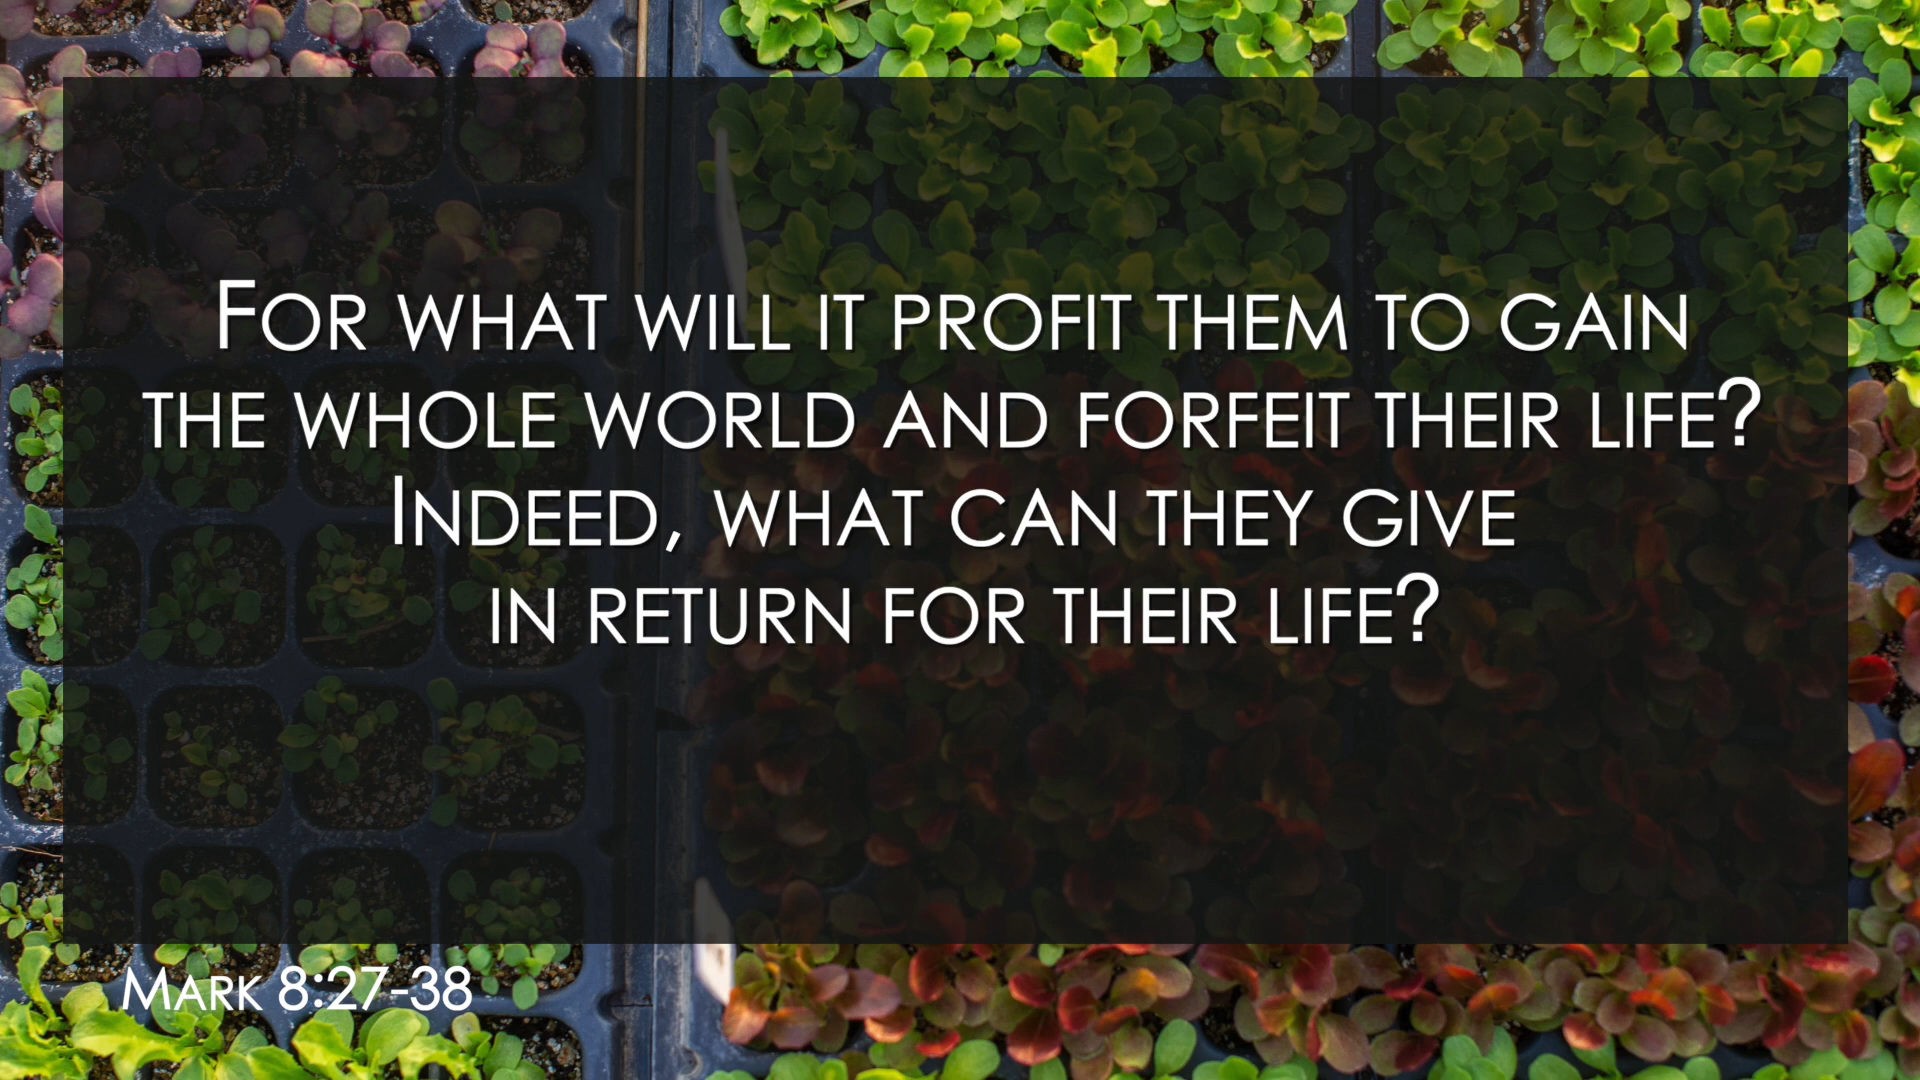 For what will it profit them to gain
the whole world and forfeit their life?
Indeed, what can they give
in return for their life?
Mark 8:27-38